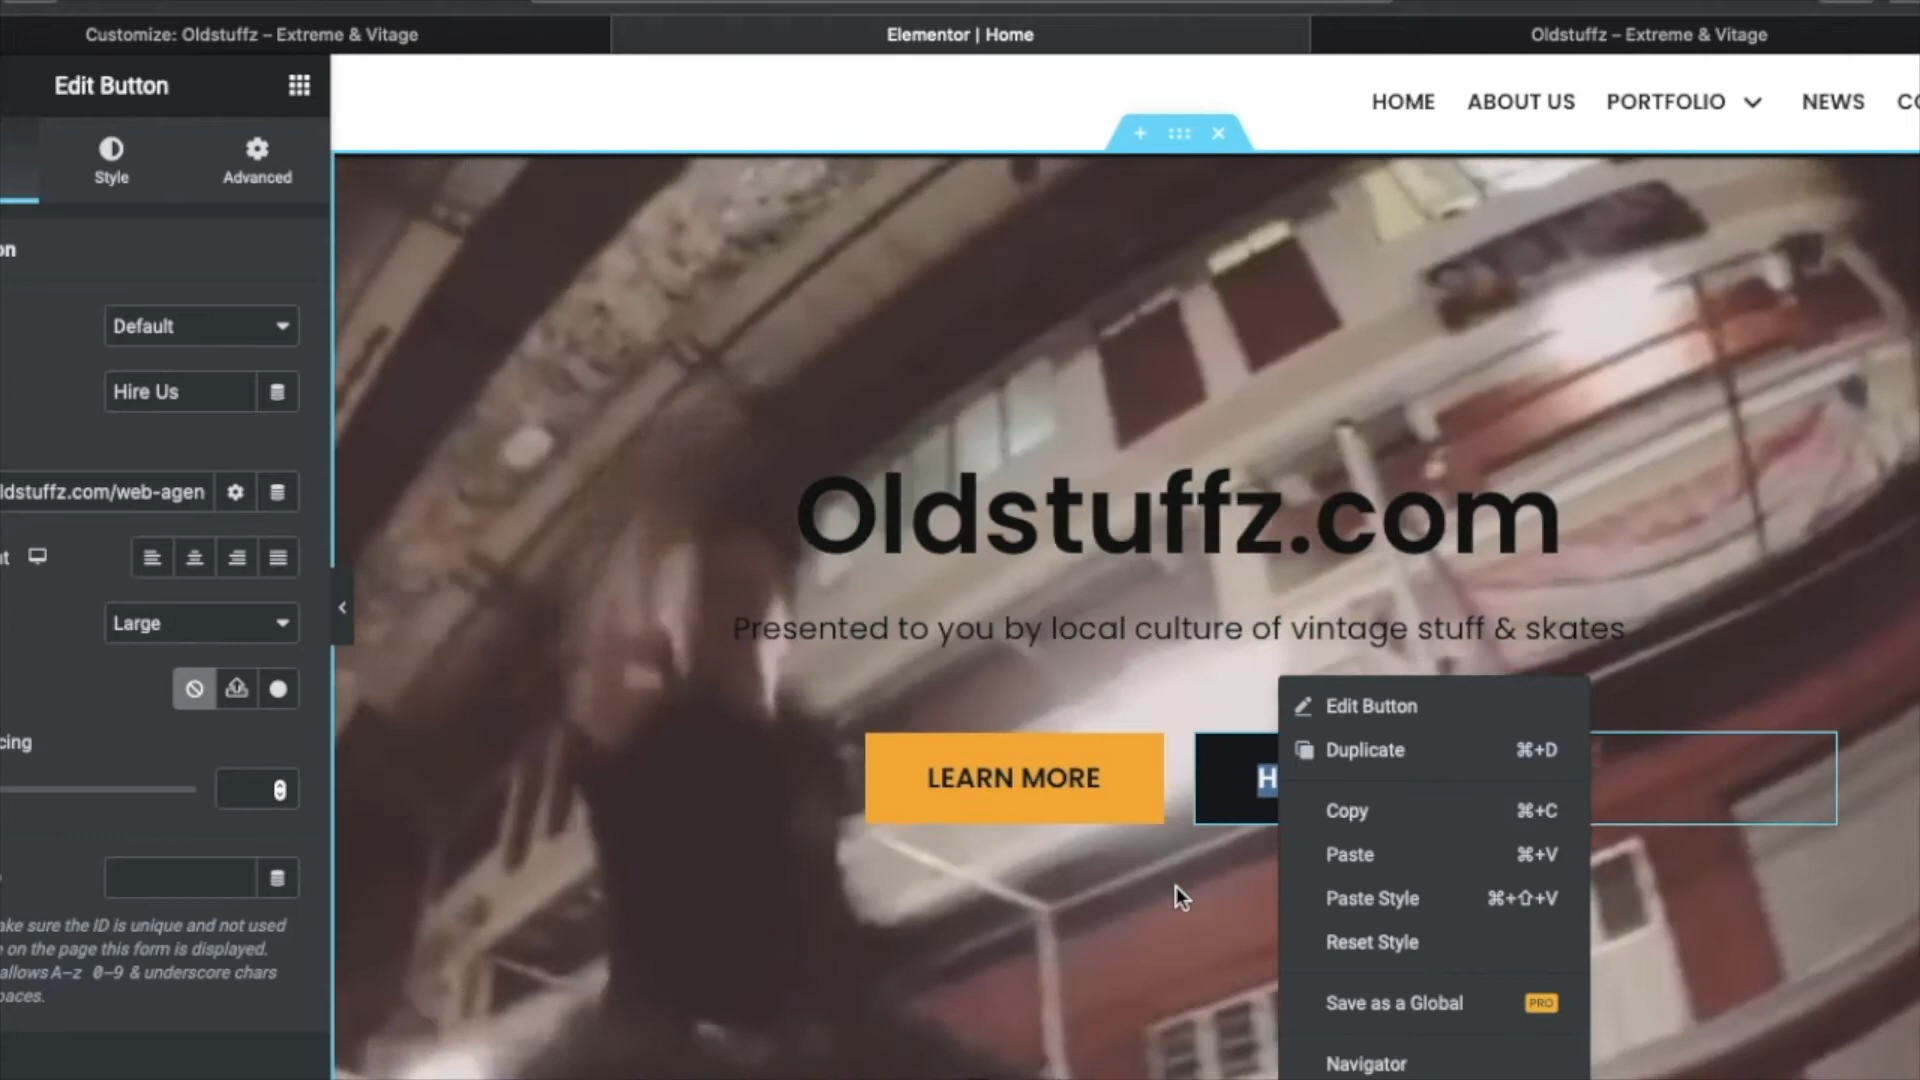 Customize: Oldstuffz – Extreme & Vitage
Elementor | Home
Oldstuffz – Extreme & Vitage
Edit Button
HOME
ABOUT US
PORTFOLIO
NEWS
CO
Style
Advanced
on
Default
Hire Us
ldstuffz.com/web-agen
nt
Large
cing
Oldstuffz.com
Presented to you by local culture of vintage stuff & skates
LEARN MORE
H
Edit Button
Duplicate ⌘+D
Copy ⌘+C
Paste ⌘+V
Paste Style ⌘+⇧+V
Reset Style
Save as a Global PRO
Navigator
ake sure the ID is unique and not used
on the page this form is displayed.
allows A–z 0–9 & underscore chars
paces.